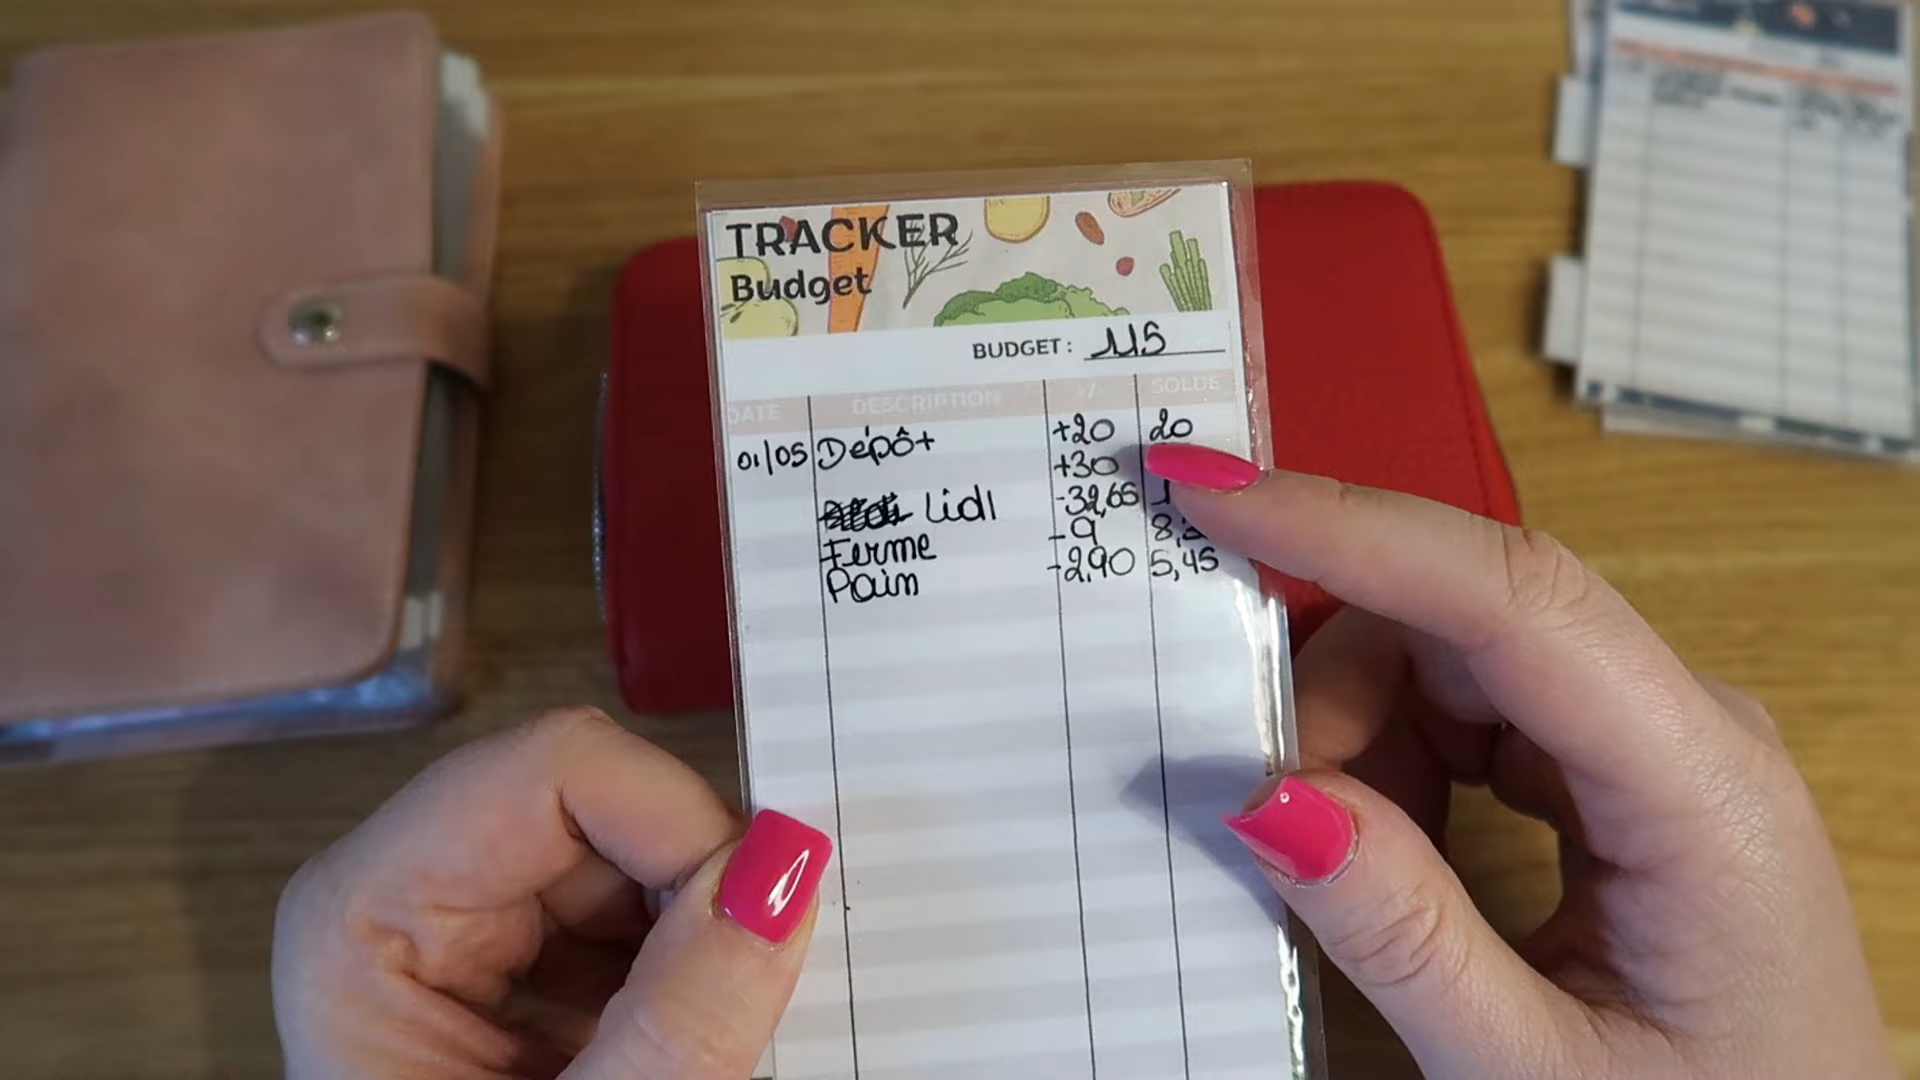 TRACKER
Budget
BUDGET: 115
DATE DESCRIPTION +/- SOLDE
01/05 Dépôt +20 20
+30
Lidl -32,65
Ferme -9 8,
Pain -2,90 5,45